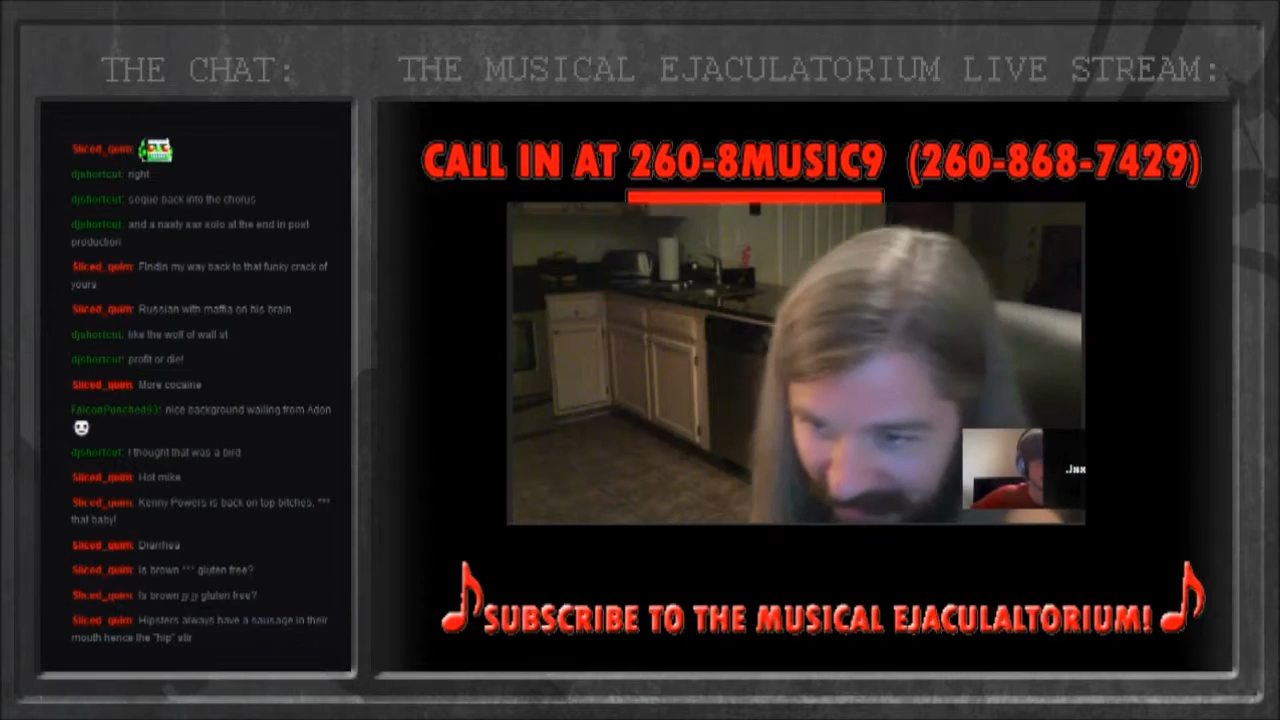 THE CHAT:
THE MUSICAL EJACULATORIUM LIVE STREAM:
Sliced_quim:
djshortcut: right
djshortcut: segue back into the chorus
djshortcut: and a nasty sax solo at the end in post
production
Sliced_quim: Findin my way back to that funky crack of
yours
Sliced_quim: Russian with maffia on his brain
djshortcut: like the wolf of wall st
djshortcut: profit or die!
Sliced_quim: More cocaine
FalconPunched93: nice background wailing from Adon
djshortcut: I thought that was a bird
Sliced_quim: Hot mike
Sliced_quim: Kenny Powers is back on top bitches. ***
that baby!
Sliced_quim: Diarrhea
Sliced_quim: Is brown *** gluten free?
Sliced_quim: Is brown gluten free?
Sliced_quim: Hipsters always have a sausage in their
mouth hence the "hip" stir
CALL IN AT 260-8MUSIC9 (260-868-7429)
.Jax
SUBSCRIBE TO THE MUSICAL EJACULALTORIUM!